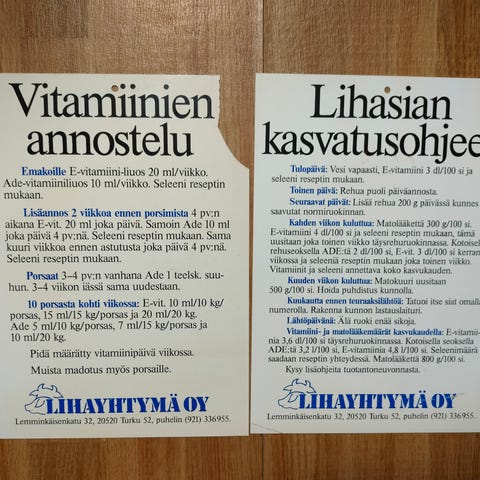 Vitamiinien
annostelu
Emakoille E-vitamiini-liuos 20 ml/viikko.
Ade-vitamiiniliuos 10 ml/viikko. Seleeni reseptin
mukaan.
Lisäannos 2 viikkoa ennen porsimista 4 pv:n
aikana E-vit. 20 ml joka päivä. Samoin Ade 10 ml
joka päivä 4 pv:nä. Seleeni reseptin mukaan. Sama
kuuri viikkoa ennen astutusta joka päivä 4 pv:nä.
Seleeni reseptin mukaan.
Porsaat 3–4 pv:n vanhana Ade 1 teelsk. suu-
hun. 3–4 viikon iässä sama uudestaan.
10 porsasta kohti viikossa: E-vit. 10 ml/10 kg/
porsas, 15 ml/15 kg/porsas ja 20 ml/20 kg.
Ade 5 ml/10 kg/porsas, 7 ml/15 kg/porsas ja
10 ml/20 kg.
Pidä määrätty vitamiinipäivä viikossa.
Muista madotus myös porsaille.
LIHAYHTYMÄ OY
Lemminkäisenkatu 32, 20520 Turku 52, puhelin (921) 336955.
Lihasian
kasvatusohjee
Tulopäivä: Vesi vapaasti, E-vitamiini 3 dl/100 si ja
seleeni reseptin mukaan.
Toinen päivä: Rehua puoli päiväannosta.
Seuraavat päivät: Lisää rehua 200 g päivässä kunnes
saavutat normiruokinnan.
Kahden viikon kuluttua: Matolääkettä 300 g/100 si.
E-vitamiini 4 dl/100 si ja seleeni reseptin mukaan, tämä
uusitaan joka toinen viikko täysrehuruokinnassa. Kotoisel
rehuseoksella ADE:tä 2 dl/100 si, E-vit. 3 dl/100 si kerran
viikossa ja seleeniä reseptin mukaan joka toinen viikko.
Vitamiinit ja seleeni annettava koko kasvukauden.
Kuuden viikon kuluttua: Matokuuri uusitaan
500 g/100 si. Hoida puhdistus kunnolla.
Kuukautta ennen teuraaksilähtöä: Tatuoi itse siat omalla
numerolla. Rakenna kunnon lastauslaituri.
Lähtöpäivänä: Älä ruoki enää sikoja.
Vitamiini- ja matolääkemäärät kasvukaudella: E-vitamii-
nia 3,6 dl/100 si täysrehuruokinnassa. Kotoisella seoksella
ADE:tä 3,2 l/100 si, E-vitamiinia 4,8 l/100 si. Seleenimäärä
saadaan reseptin yhteydessä. Matolääkettä 800 g/100 si.
Kysy lisäohjeita tuotantoneuvonnasta.
LIHAYHTYMÄ OY
Lemminkäisenkatu 32, 20520 Turku 52, puhelin (921) 336955.